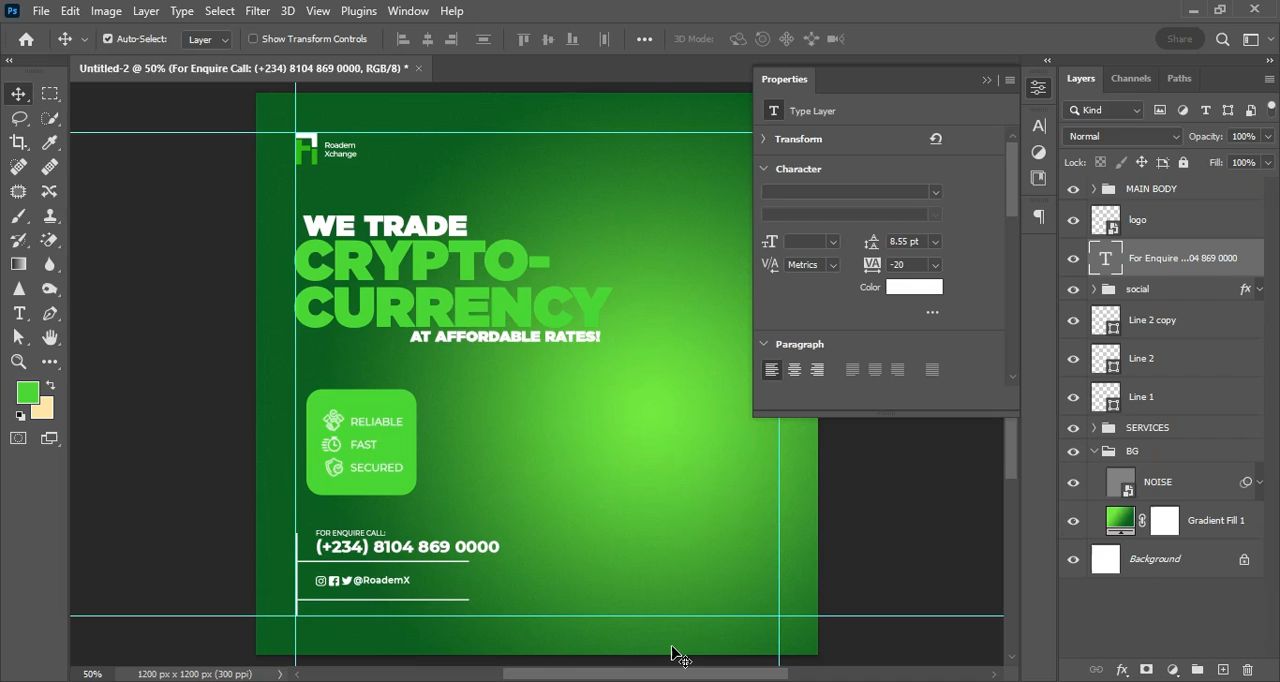 Ps File Edit Image Layer Type Select Filter 3D View Plugins Window Help
Auto-Select: Layer Show Transform Controls 3D Mode: Share
Untitled-2 @ 50% (For Enquire Call: (+234) 8104 869 0000, RGB/8) *
Roadem
Xchange
WE TRADE
CRYPTO-
CURRENCY
AT AFFORDABLE RATES!
RELIABLE
FAST
SECURED
FOR ENQUIRE CALL:
(+234) 8104 869 0000
@RoademX
50% 1200 px x 1200 px (300 ppi)
Properties
Type Layer
Transform
Character
8.55 pt
Metrics -20
Color
Paragraph
Layers Channels Paths
Kind
Normal Opacity: 100%
Lock: Fill: 100%
MAIN BODY
logo
For Enquire ...04 869 0000
social fx
Line 2 copy
Line 2
Line 1
SERVICES
BG
NOISE
Gradient Fill 1
Background